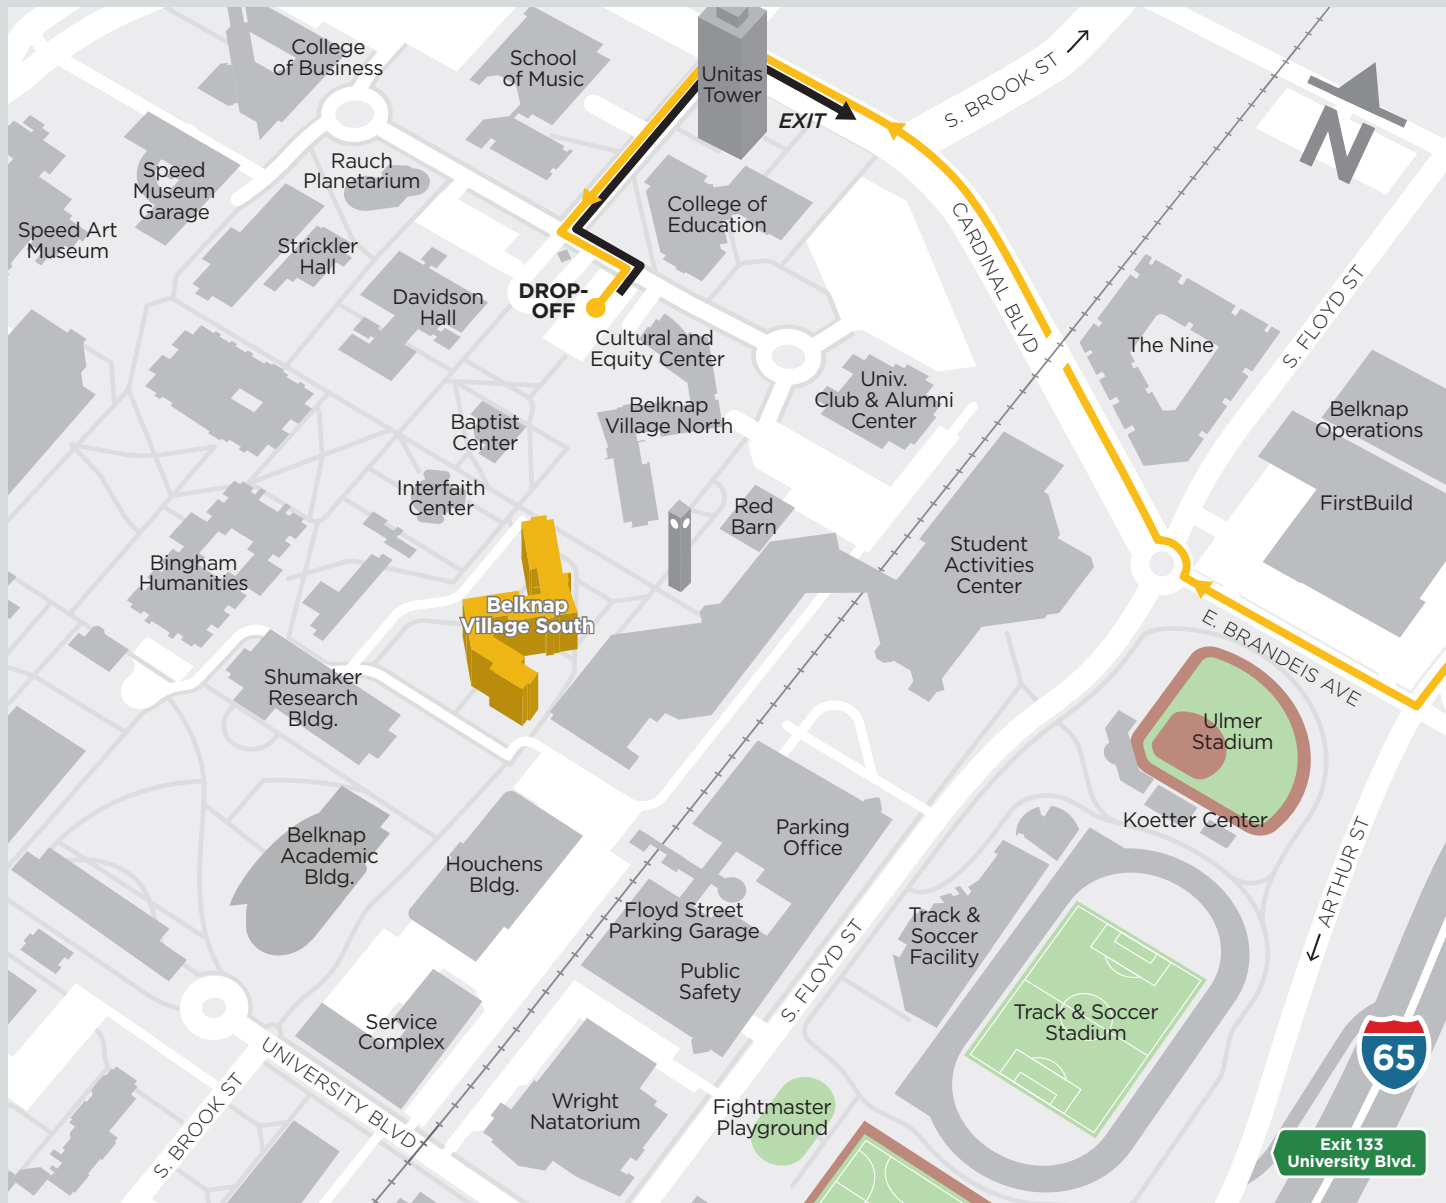 College
of Business
School
of Music
Unitas
Tower
EXIT
S. BROOK ST
N
Speed
Museum
Garage
Rauch
Planetarium
College of
Education
Speed Art
Museum
Strickler
Hall
CARDINAL BLVD
Davidson
Hall
DROP-
OFF
Cultural and
Equity Center
The Nine
S. FLOYD ST
Univ.
Club & Alumni
Center
Belknap
Village North
Baptist
Center
Belknap
Operations
Interfaith
Center
Red
Barn
FirstBuild
Bingham
Humanities
Student
Activities
Center
Belknap
Village South
E. BRANDEIS AVE
Shumaker
Research
Bldg.
Ulmer
Stadium
Koetter Center
Parking
Office
Belknap
Academic
Bldg.
Houchens
Bldg.
ARTHUR ST
Floyd Street
Parking Garage
Track &
Soccer
Facility
Public
Safety
S. FLOYD ST
Track & Soccer
Stadium
Service
Complex
65
UNIVERSITY BLVD
S. BROOK ST
Wright
Natatorium
Fightmaster
Playground
Exit 133
University Blvd.